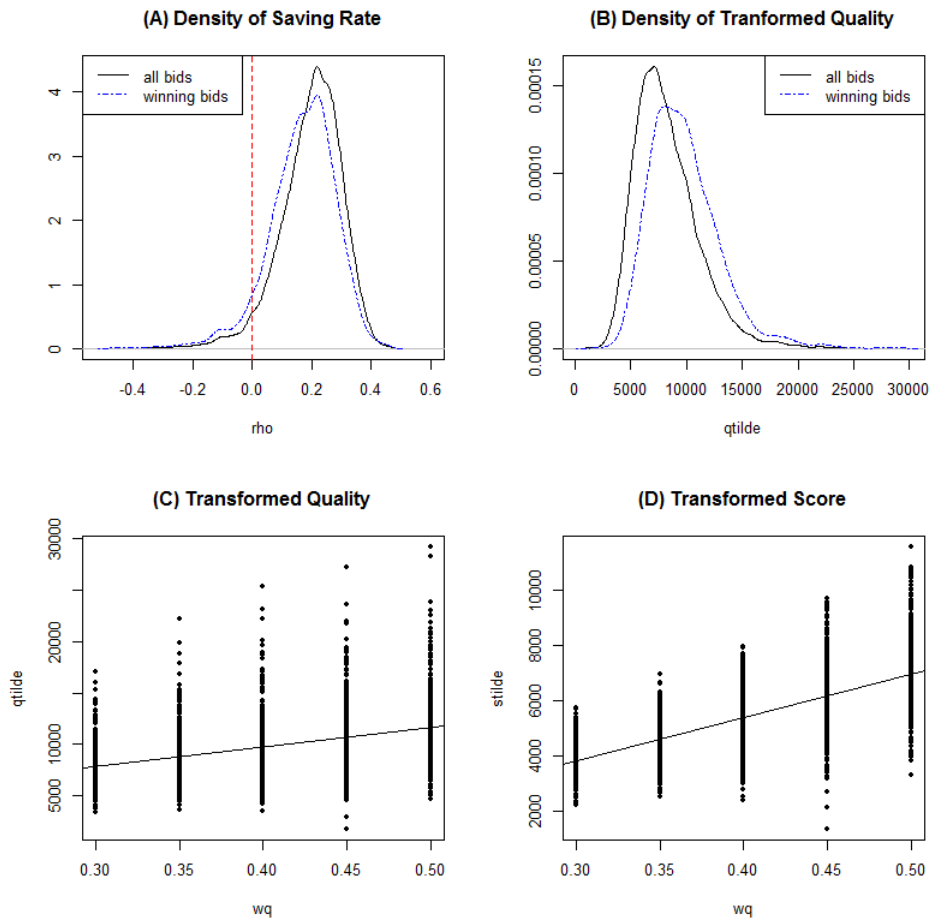 (A) Density of Saving Rate
all bids
winning bids
4
3
2
1
0
-0.4 -0.2 0.0 0.2 0.4 0.6
rho
(B) Density of Tranformed Quality
all bids
winning bids
0.00015
0.00010
0.00005
0.00000
0 5000 10000 15000 20000 25000 30000
qtilde
(C) Transformed Quality
qtilde
30000
20000
10000
5000
0.30 0.35 0.40 0.45 0.50
wq
(D) Transformed Score
stilde
10000
8000
6000
4000
2000
0.30 0.35 0.40 0.45 0.50
wq